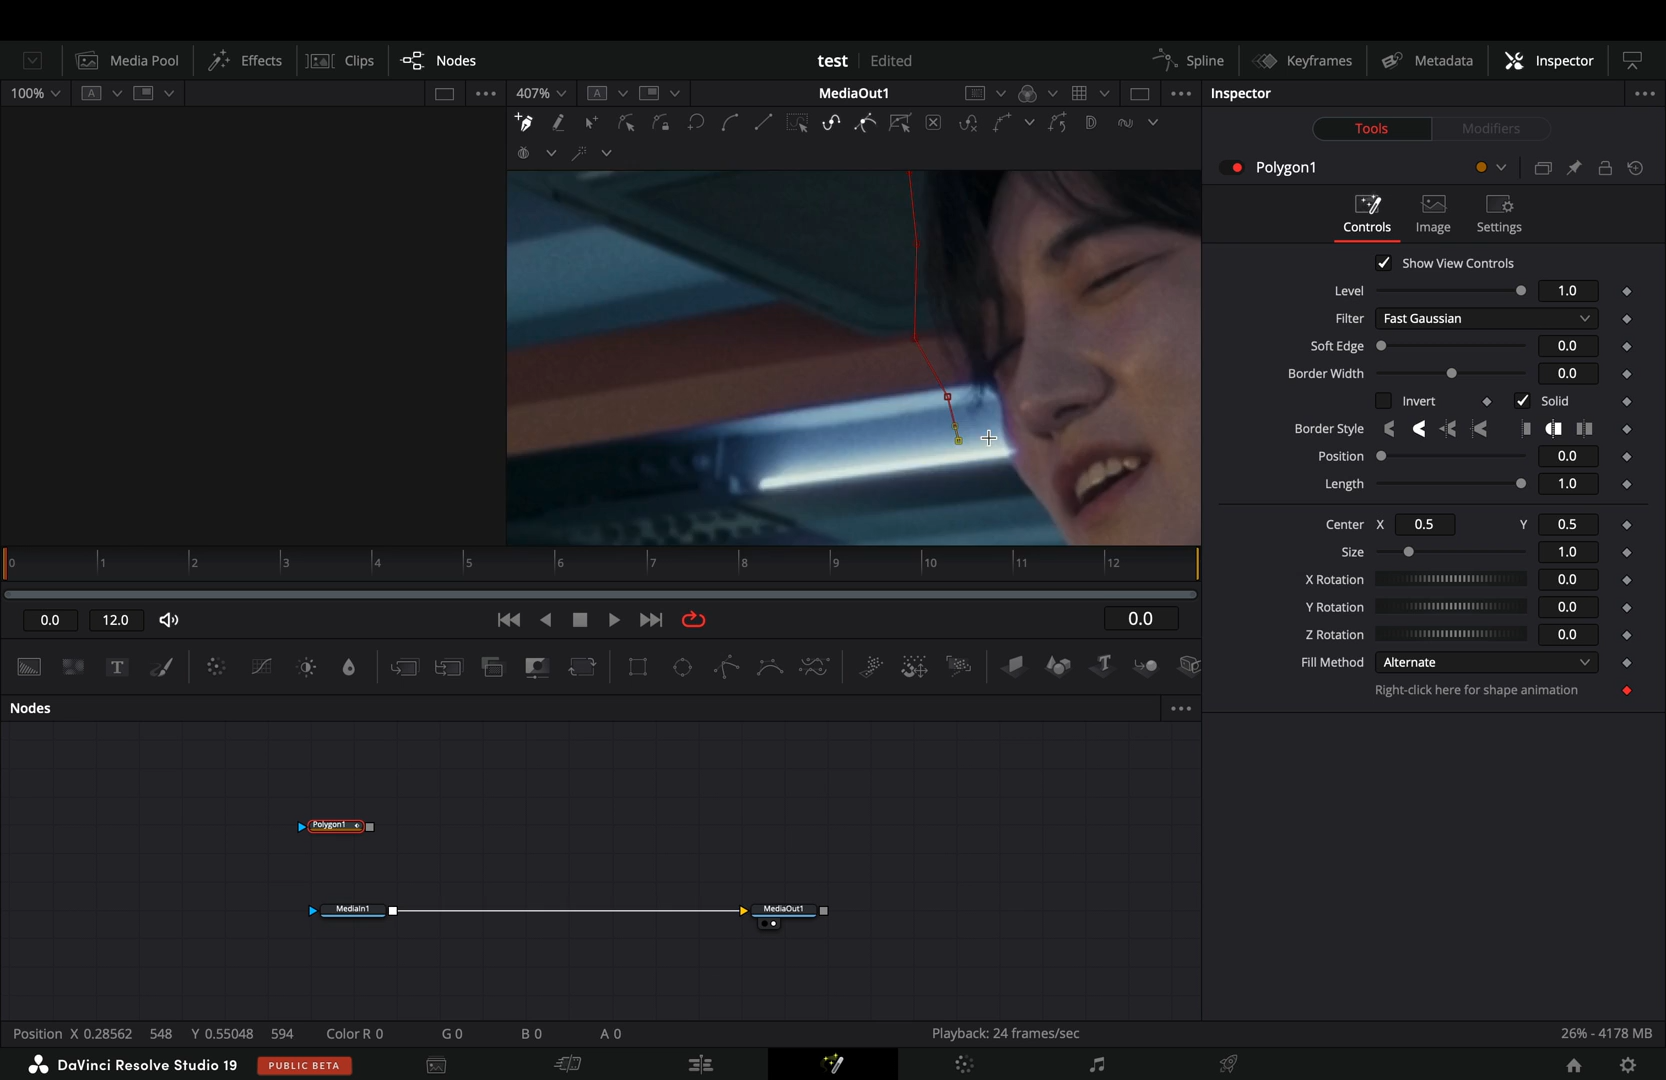 Media Pool Effects Clips Nodes test Edited Spline Keyframes Metadata Inspector
100% A 407% A MediaOut1 Inspector
Tools Modifiers
Polygon1
Controls Image Settings
Show View Controls
Level 1.0
Filter Fast Gaussian
Soft Edge 0.0
Border Width 0.0
Invert Solid
Border Style
Position 0.0
Length 1.0
Center X 0.5 Y 0.5
Size 1.0
X Rotation 0.0
Y Rotation 0.0
Z Rotation 0.0
Fill Method Alternate
Right-click here for shape animation
0 1 2 3 4 5 6 7 8 9 10 11 12
0.0 12.0 0.0
T T
Nodes
Polygon1
MediaIn1 MediaOut1
Position X 0.28562 548 Y 0.55048 594 Color R 0 G 0 B 0 A 0 Playback: 24 frames/sec 26% - 4178 MB
DaVinci Resolve Studio 19 PUBLIC BETA